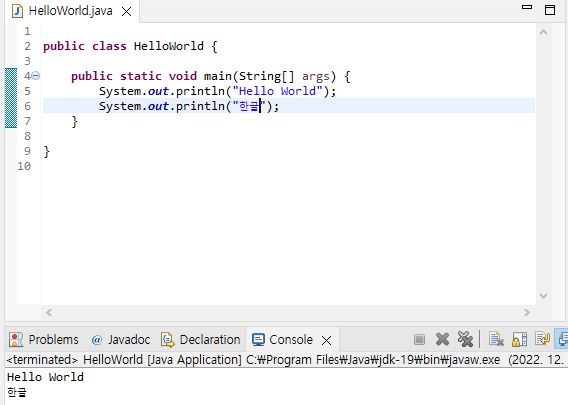 HelloWorld.java
1
2 public class HelloWorld {
3
4 public static void main(String[] args) {
5 System.out.println("Hello World");
6 System.out.println("한글");
7 }
8
9 }
10
Problems @ Javadoc Declaration Console
<terminated> HelloWorld [Java Application] C:₩Program Files₩Java₩jdk-19₩bin₩javaw.exe (2022. 12.
Hello World
한글